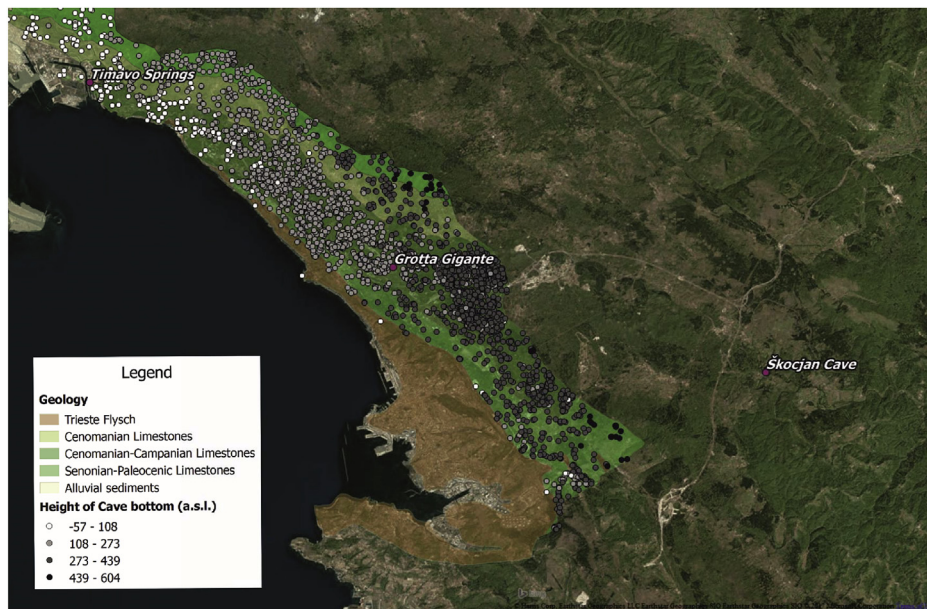 Timavo Springs
Grotta Gigante
Škocjan Cave
Legend
Geology
Trieste Flysch
Cenomanian Limestones
Cenomanian-Campanian Limestones
Senonian-Paleocenic Limestones
Alluvial sediments
Height of Cave bottom (a.s.l.)
-57 - 108
108 - 273
273 - 439
439 - 604